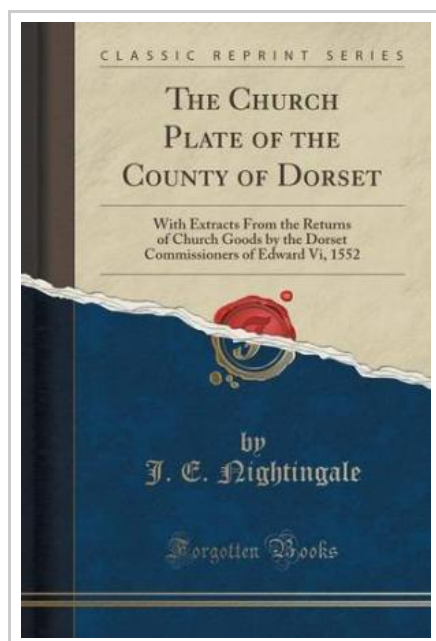 CLASSIC REPRINT SERIES
THE CHURCH
PLATE OF THE
COUNTY OF DORSET
With Extracts From the Returns
of Church Goods by the Dorset
Commissioners of Edward Vi, 1552
by
J. E. Nightingale
Forgotten Books